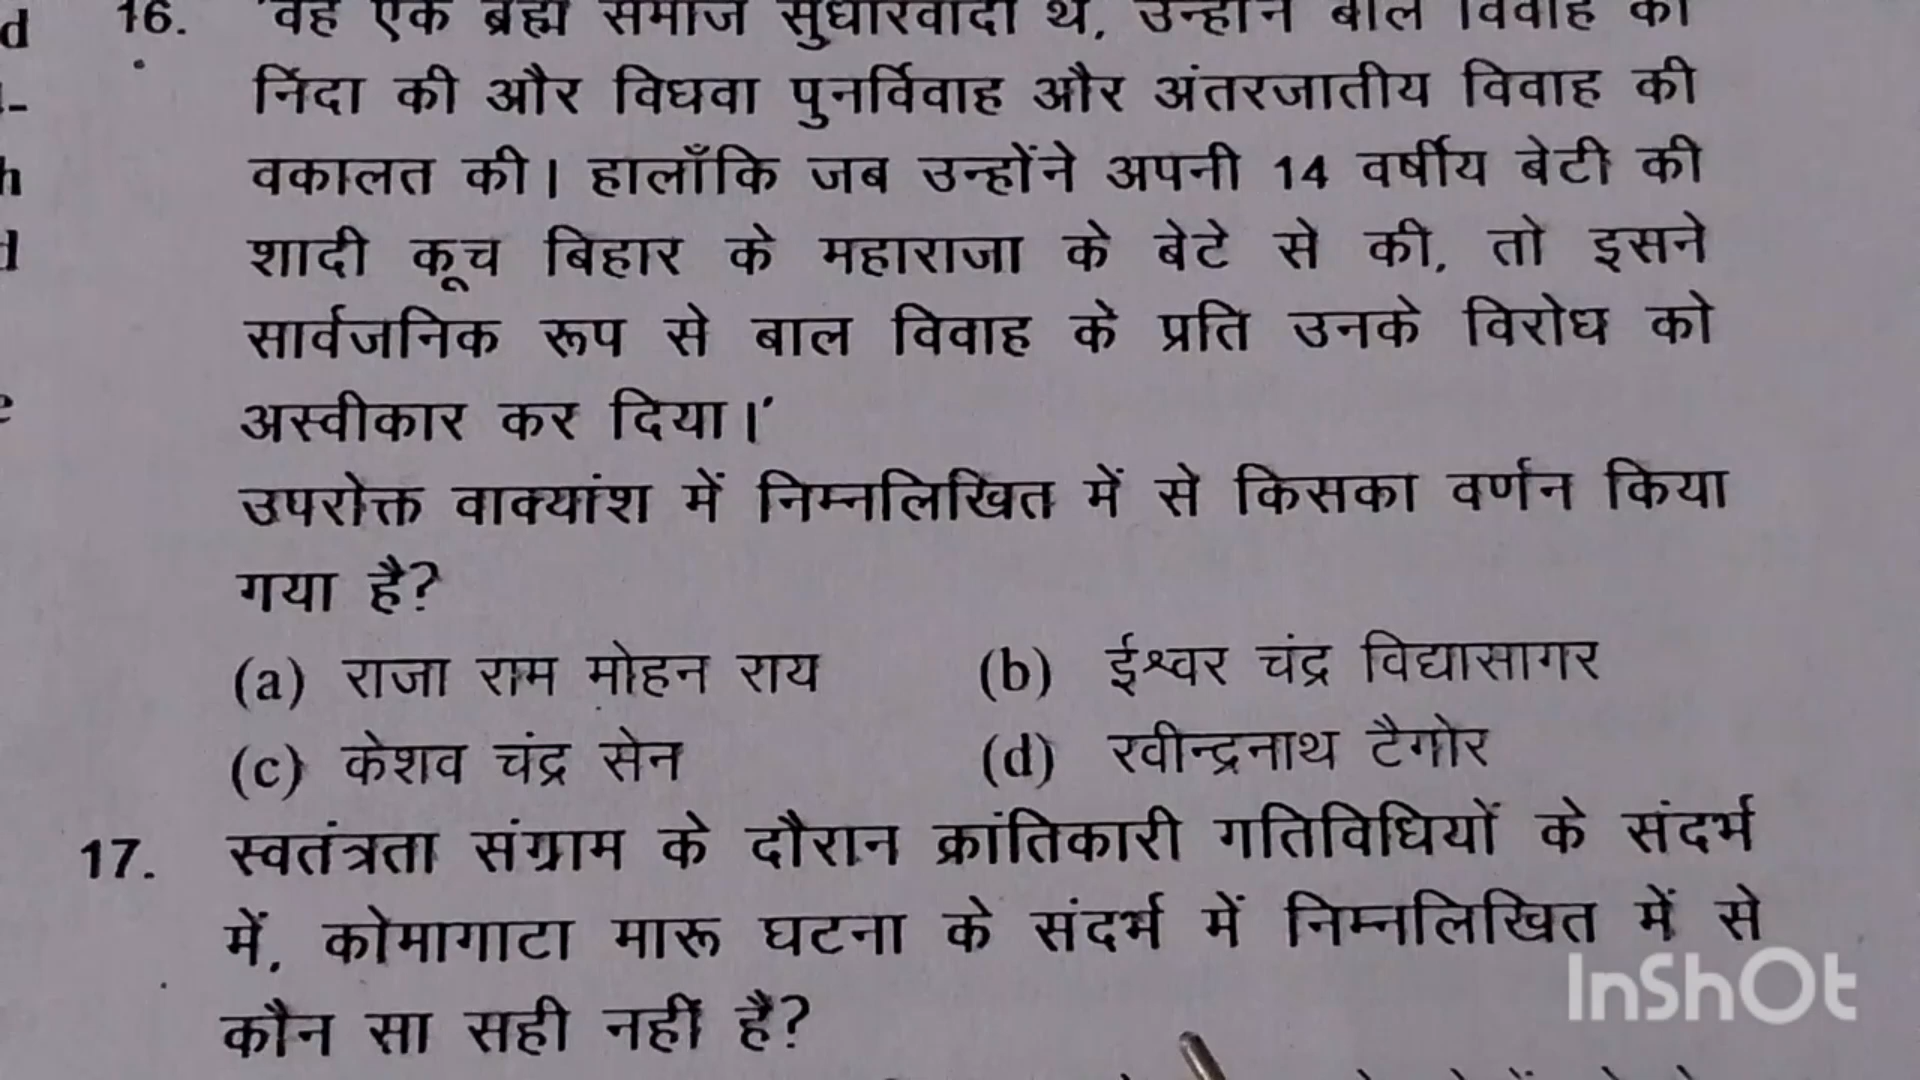 16. 'वह एक ब्रह्म समाज सुधारवादी थे, उन्होंने बाल विवाह की
निंदा की और विधवा पुनर्विवाह और अंतरजातीय विवाह की
वकालत की। हालाँकि जब उन्होंने अपनी 14 वर्षीय बेटी की
शादी कूच बिहार के महाराजा के बेटे से की, तो इसने
सार्वजनिक रूप से बाल विवाह के प्रति उनके विरोध को
अस्वीकार कर दिया।'
उपरोक्त वाक्यांश में निम्नलिखित में से किसका वर्णन किया
गया है?
(a) राजा राम मोहन राय (b) ईश्वर चंद्र विद्यासागर
(c) केशव चंद्र सेन (d) रवीन्द्रनाथ टैगोर
17. स्वतंत्रता संग्राम के दौरान क्रांतिकारी गतिविधियों के संदर्भ
में, कोमागाटा मारू घटना के संदर्भ में निम्नलिखित में से
कौन सा सही नहीं है?
InShOt